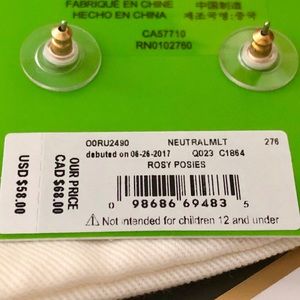 FABRIQUÉ EN CHINE
HECHO EN CHINA
中国制造
제조국명:중국
CA57710
RN0102760
O0RU2490 NEUTRALMLT 276
debuted on 06-26-2017 Q023 C1864
ROSY POSIES
0 98686 69483 5
⚠ Not intended for children 12 and under
OUR PRICE
CAD $68.00
USD $58.00